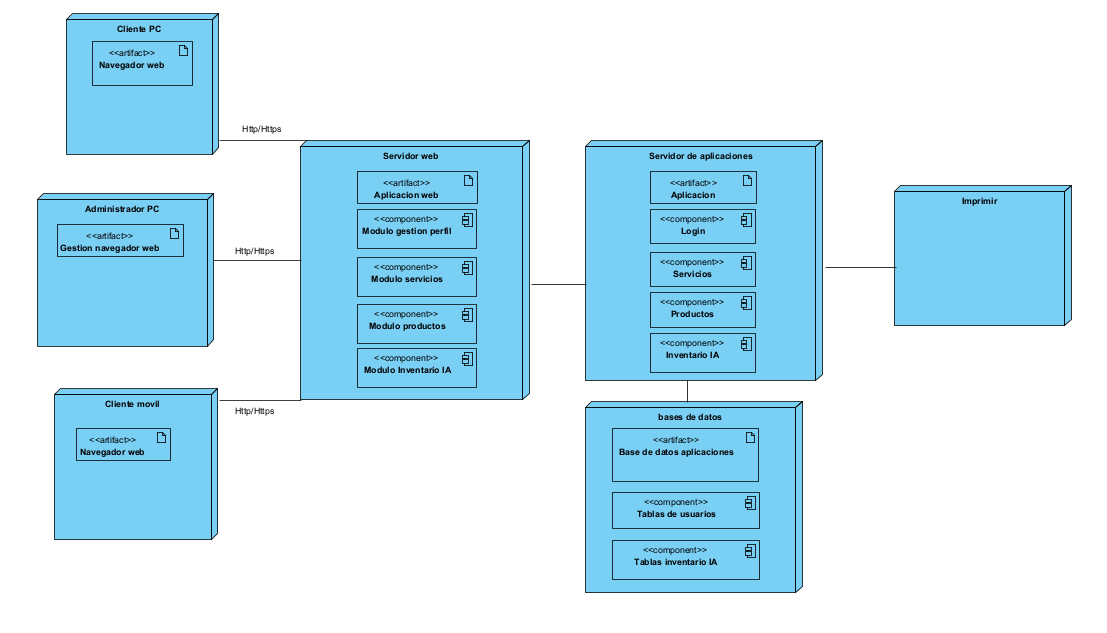 Cliente PC
<<artifact>>
Navegador web
Http/Https
Administrador PC
<<artifact>>
Gestion navegador web
Http/Https
Cliente movil
<<artifact>>
Navegador web
Http/Https
Servidor web
<<artifact>>
Aplicacion web
<<component>>
Modulo gestion perfil
<<component>>
Modulo servicios
<<component>>
Modulo productos
<<component>>
Modulo Inventario IA
Servidor de aplicaciones
<<artifact>>
Aplicacion
<<component>>
Login
<<component>>
Servicios
<<component>>
Productos
<<component>>
Inventario IA
bases de datos
<<artifact>>
Base de datos aplicaciones
<<component>>
Tablas de usuarios
<<component>>
Tablas inventario IA
Imprimir